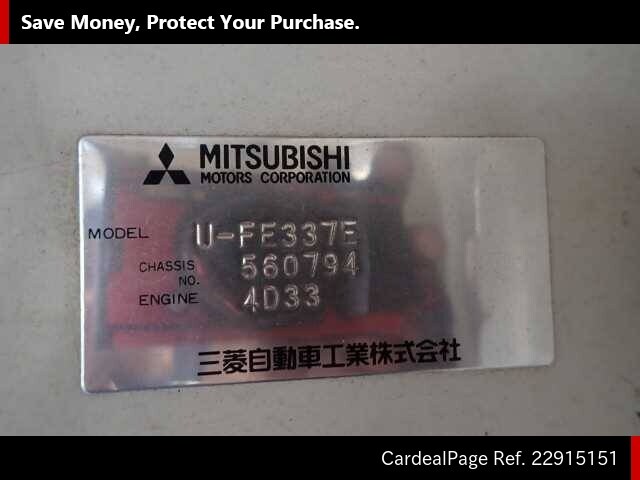 Save Money, Protect Your Purchase.
MITSUBISHI
MOTORS CORPORATION
MODEL U-FE337E
CHASSIS NO. 560794
ENGINE 4D33
三菱自動車工業株式会社
CardealPage Ref. 22915151